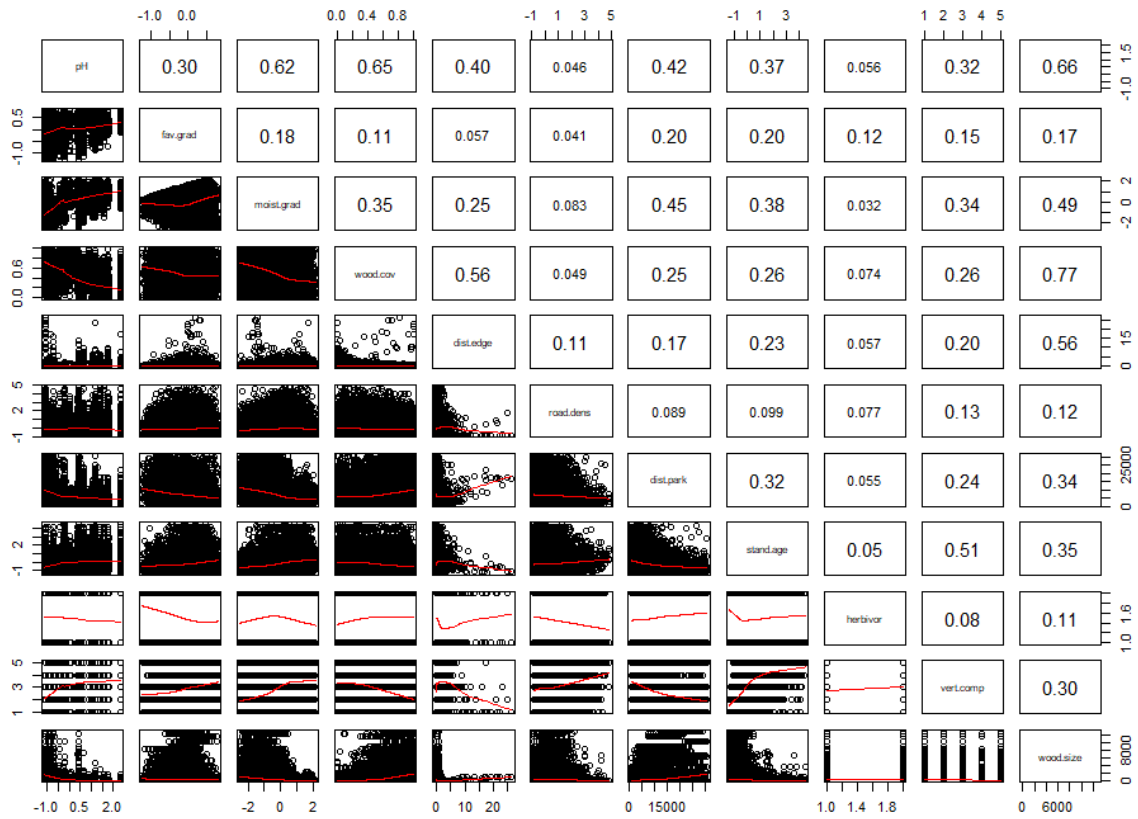 -1.0 0.0 0.0 0.4 0.8 -1 1 3 5 -1 1 3 1 2 3 4 5
pH 0.30 0.62 0.65 0.40 0.046 0.42 0.37 0.056 0.32 0.66 -1.0 1.5
-1.0 0.5 fav.grad 0.18 0.11 0.057 0.041 0.20 0.20 0.12 0.15 0.17
moist.grad 0.35 0.25 0.083 0.45 0.38 0.032 0.34 0.49 -2 0 2
0.0 0.6 wood.cov 0.56 0.049 0.25 0.26 0.074 0.26 0.77
dist.edge 0.11 0.17 0.23 0.057 0.20 0.56 0 15
-1 2 5 road.dens 0.089 0.099 0.077 0.13 0.12
dist.park 0.32 0.055 0.24 0.34 0 25000
-1 2 stand.age 0.05 0.51 0.35
herbivor 0.08 0.11 1.0 1.6
1 3 5 vert.comp 0.30
wood.size 0 8000
-1.0 0.5 2.0 -2 0 2 0 10 20 0 15000 1.0 1.4 1.8 0 6000